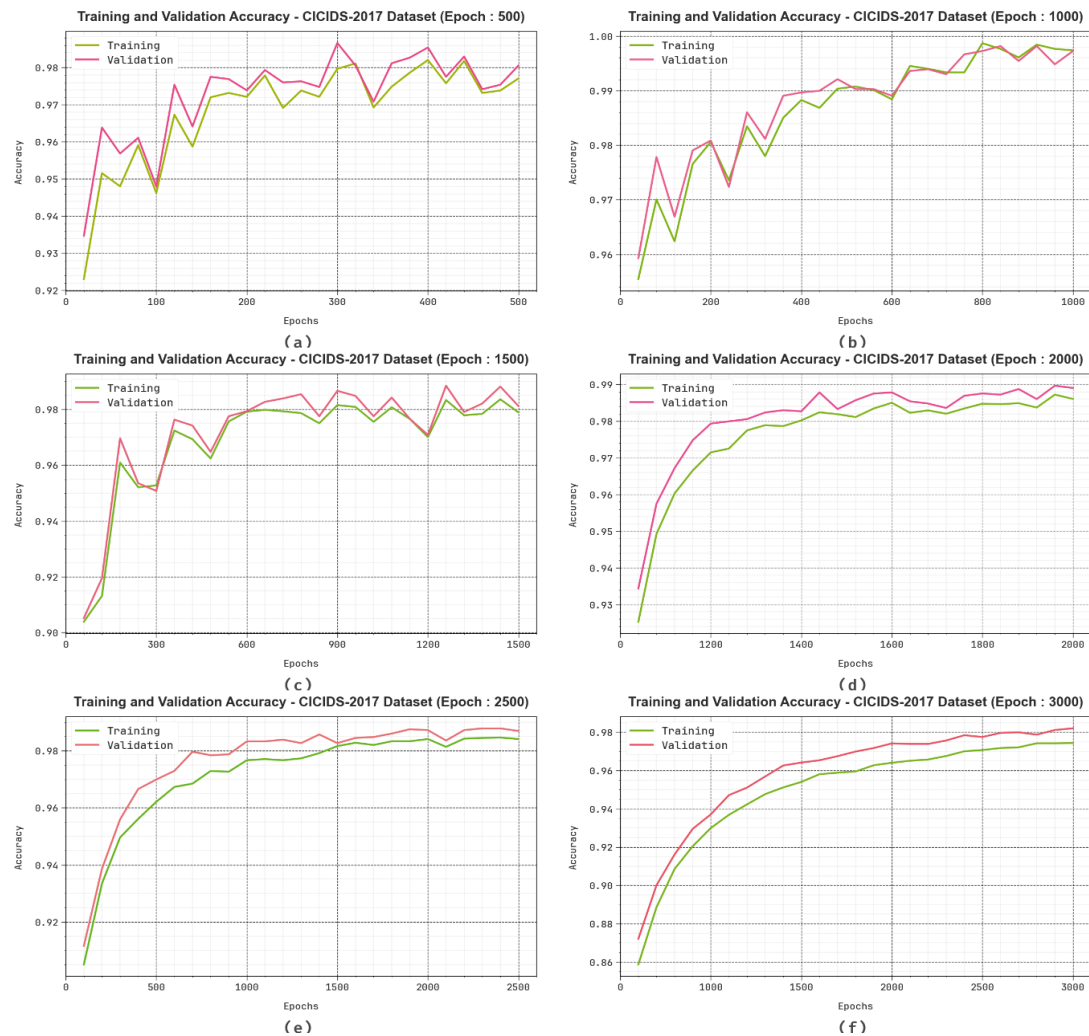 Training and Validation Accuracy - CICIDS-2017 Dataset (Epoch : 500)
Training
Validation
0.98
0.97
0.96
0.95
0.94
0.93
0.92
Accuracy
0 100 200 300 400 500
Epochs
(a)
Training and Validation Accuracy - CICIDS-2017 Dataset (Epoch : 1000)
Training
Validation
1.00
0.99
0.98
0.97
0.96
Accuracy
0 200 400 600 800 1000
Epochs
(b)
Training and Validation Accuracy - CICIDS-2017 Dataset (Epoch : 1500)
Training
Validation
0.98
0.96
0.94
0.92
0.90
Accuracy
0 300 600 900 1200 1500
Epochs
(c)
Training and Validation Accuracy - CICIDS-2017 Dataset (Epoch : 2000)
Training
Validation
0.99
0.98
0.97
0.96
0.95
0.94
0.93
Accuracy
0 1200 1400 1600 1800 2000
Epochs
(d)
Training and Validation Accuracy - CICIDS-2017 Dataset (Epoch : 2500)
Training
Validation
0.98
0.96
0.94
0.92
Accuracy
0 500 1000 1500 2000 2500
Epochs
(e)
Training and Validation Accuracy - CICIDS-2017 Dataset (Epoch : 3000)
Training
Validation
0.98
0.96
0.94
0.92
0.90
0.88
0.86
Accuracy
0 1000 1500 2000 2500 3000
Epochs
(f)